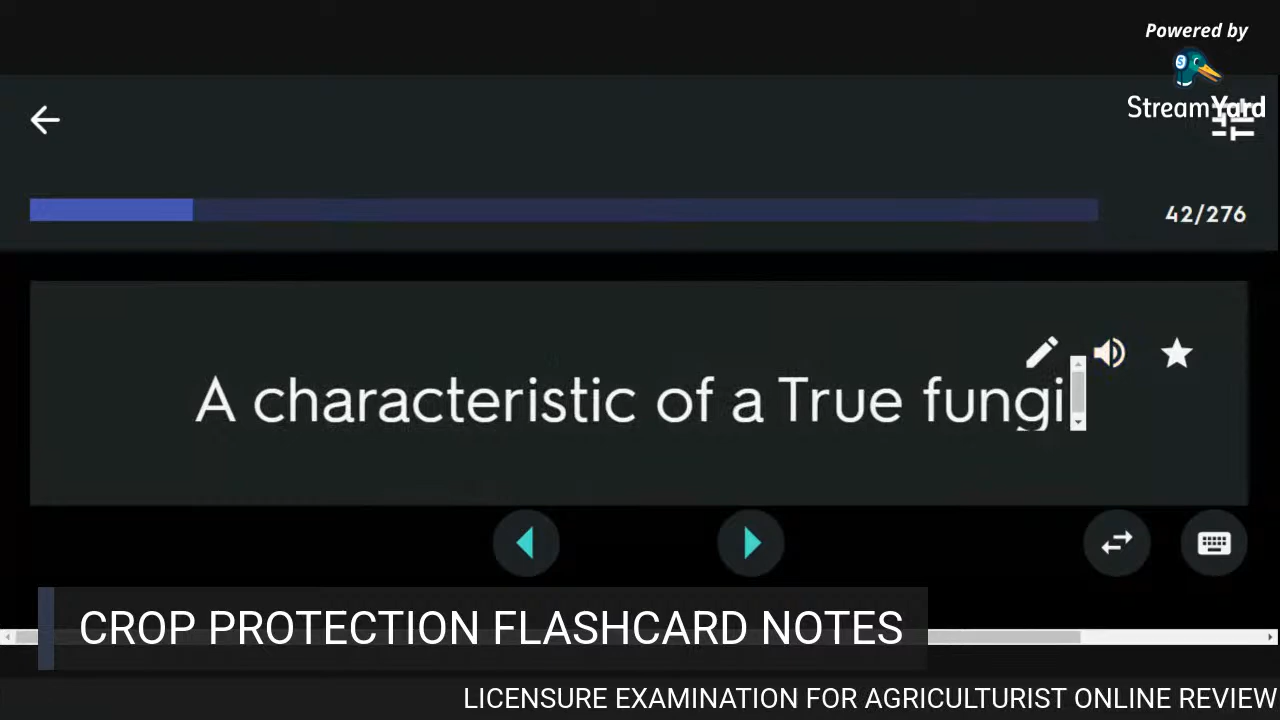 Powered by
StreamYard
42/276
A characteristic of a True fungi
CROP PROTECTION FLASHCARD NOTES
LICENSURE EXAMINATION FOR AGRICULTURIST ONLINE REVIEW